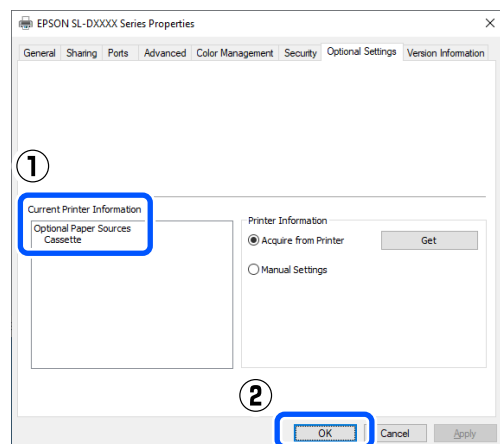 EPSON SL-DXXXX Series Properties
General Sharing Ports Advanced Color Management Security Optional Settings Version Information
①
Current Printer Information
Optional Paper Sources
Cassette
Printer Information
Acquire from Printer
Get
Manual Settings
②
OK Cancel Apply